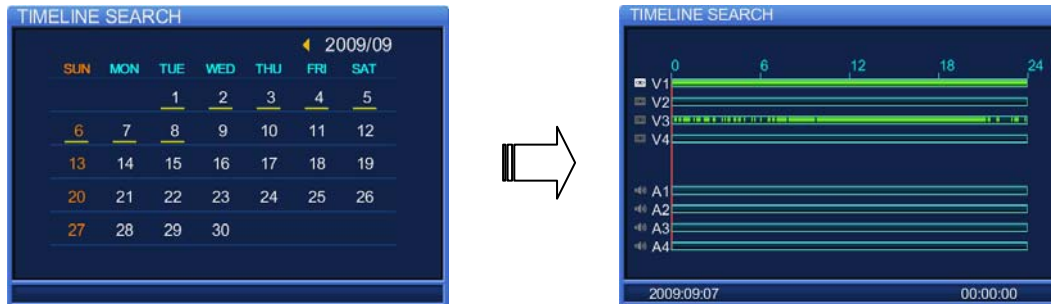 TIMELINE SEARCH
2009/09
SUN MON TUE WED THU FRI SAT
1 2 3 4 5
6 7 8 9 10 11 12
13 14 15 16 17 18 19
20 21 22 23 24 25 26
27 28 29 30
TIMELINE SEARCH
0 6 12 18 24
V1
V2
V3
V4
A1
A2
A3
A4
2009:09:07 00:00:00